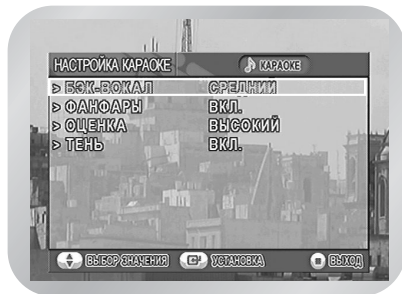 НАСТРОЙКА КАРАОКЕ КАРАОКЕ
> БЭК-ВОКАЛ СРЕДНИЙ
> ФАНФАРЫ ВКЛ.
> ОЦЕНКА ВЫСОКИЙ
> ТЕНЬ ВКЛ.
ВЫБОР ЗНАЧЕНИЯ УСТАНОВКА ВЫХОД